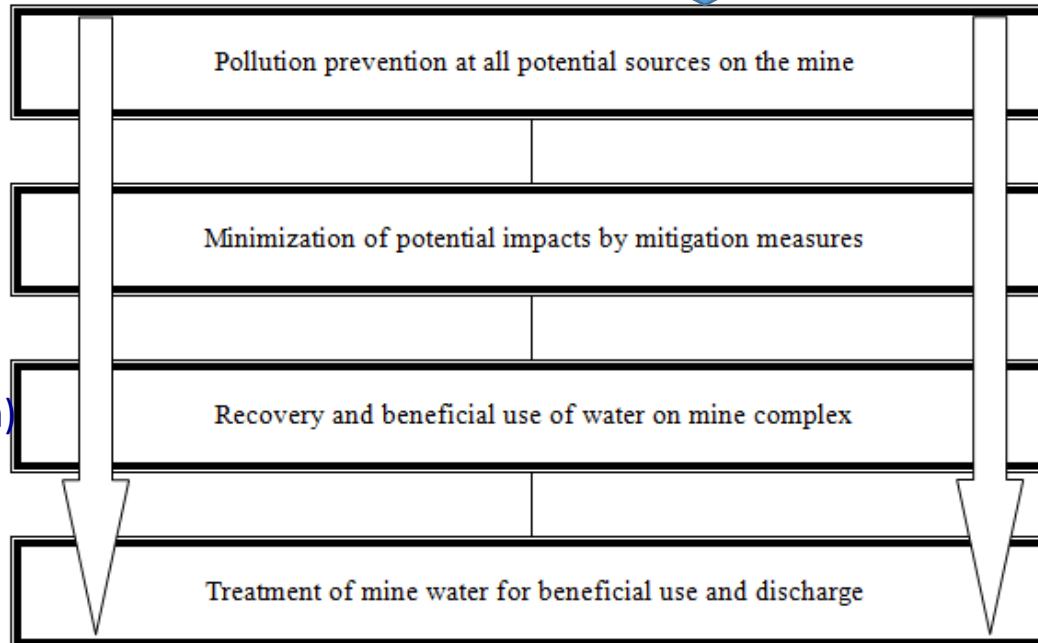 Pollution prevention at all potential sources on the mine
Minimization of potential impacts by mitigation measures
Recovery and beneficial use of water on mine complex
Treatment of mine water for beneficial use and discharge